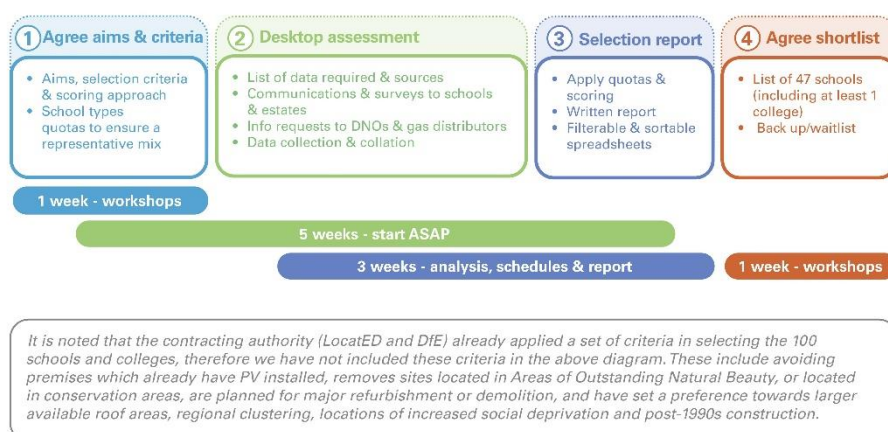 1 Agree aims & criteria
• Aims, selection criteria
& scoring approach
• School types
quotas to ensure a
representative mix
2 Desktop assessment
• List of data required & sources
• Communications & surveys to schools
& estates
• Info requests to DNOs & gas distributors
• Data collection & collation
3 Selection report
• Apply quotas &
scoring
• Written report
• Filterable & sortable
spreadsheets
4 Agree shortlist
• List of 47 schools
(including at least 1
college)
• Back up/waitlist
1 week - workshops
5 weeks - start ASAP
3 weeks - analysis, schedules & report
1 week - workshops
It is noted that the contracting authority (LocatED and DfE) already applied a set of criteria in selecting the 100
schools and colleges, therefore we have not included these criteria in the above diagram. These include avoiding
premises which already have PV installed, removes sites located in Areas of Outstanding Natural Beauty, or located
in conservation areas, are planned for major refurbishment or demolition, and have set a preference towards larger
available roof areas, regional clustering, locations of increased social deprivation and post-1990s construction.